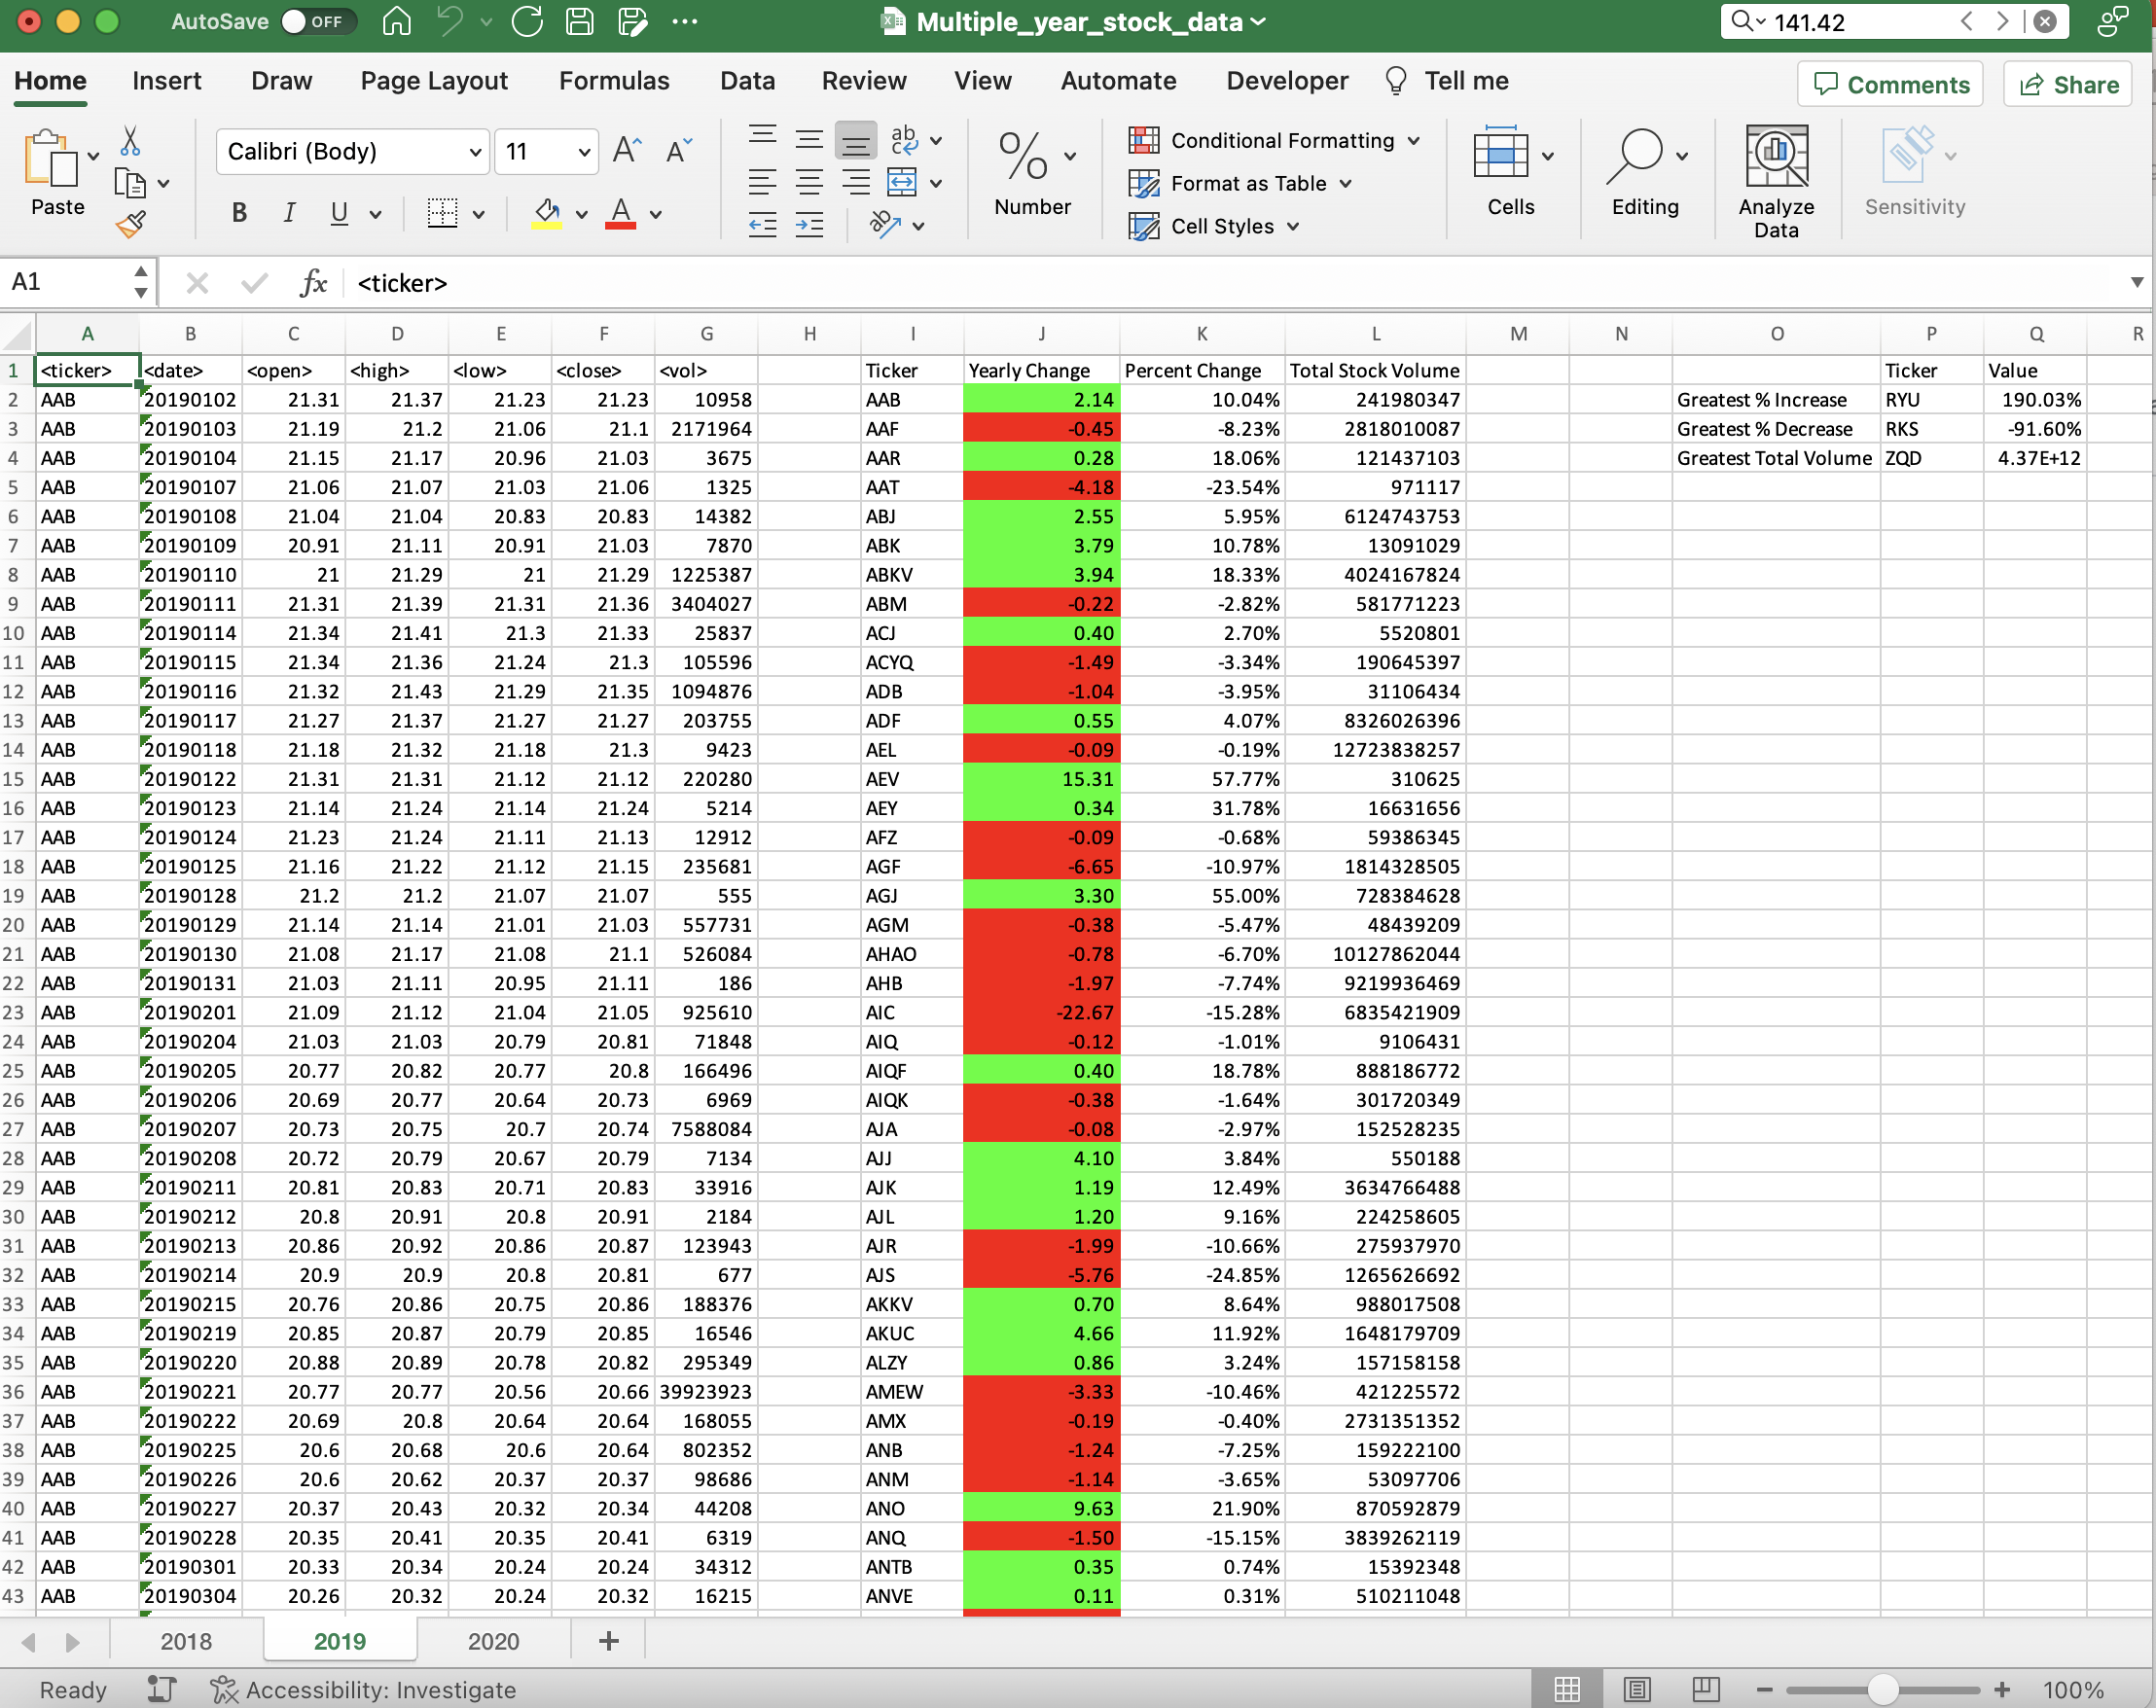 AutoSave OFF Multiple_year_stock_data 141.42
Home Insert Draw Page Layout Formulas Data Review View Automate Developer Tell me Comments Share
Paste Calibri (Body) 11 Number Conditional Formatting Format as Table Cell Styles Cells Editing Analyze Data Sensitivity
A1 fx <ticker>
A B C D E F G H I J K L M N O P Q R
1 <ticker> <date> <open> <high> <low> <close> <vol> Ticker Yearly Change Percent Change Total Stock Volume Ticker Value
2 AAB 20190102 21.31 21.37 21.23 21.23 10958 AAB 2.14 10.04% 241980347 Greatest % Increase RYU 190.03%
3 AAB 20190103 21.19 21.2 21.06 21.1 2171964 AAF -0.45 -8.23% 2818010087 Greatest % Decrease RKS -91.60%
4 AAB 20190104 21.15 21.17 20.96 21.03 3675 AAR 0.28 18.06% 121437103 Greatest Total Volume ZQD 4.37E+12
5 AAB 20190107 21.06 21.07 21.03 21.06 1325 AAT -4.18 -23.54% 971117
6 AAB 20190108 21.04 21.04 20.83 20.83 14382 ABJ 2.55 5.95% 6124743753
7 AAB 20190109 20.91 21.11 20.91 21.03 7870 ABK 3.79 10.78% 13091029
8 AAB 20190110 21 21.29 21 21.29 1225387 ABKV 3.94 18.33% 4024167824
9 AAB 20190111 21.31 21.39 21.31 21.36 3404027 ABM -0.22 -2.82% 581771223
10 AAB 20190114 21.34 21.41 21.3 21.33 25837 ACJ 0.40 2.70% 5520801
11 AAB 20190115 21.34 21.36 21.24 21.3 105596 ACYQ -1.49 -3.34% 190645397
12 AAB 20190116 21.32 21.43 21.29 21.35 1094876 ADB -1.04 -3.95% 31106434
13 AAB 20190117 21.27 21.37 21.27 21.27 203755 ADF 0.55 4.07% 8326026396
14 AAB 20190118 21.18 21.32 21.18 21.3 9423 AEL -0.09 -0.19% 12723838257
15 AAB 20190122 21.31 21.31 21.12 21.12 220280 AEV 15.31 57.77% 310625
16 AAB 20190123 21.14 21.24 21.14 21.24 5214 AEY 0.34 31.78% 16631656
17 AAB 20190124 21.23 21.24 21.11 21.13 12912 AFZ -0.09 -0.68% 59386345
18 AAB 20190125 21.16 21.22 21.12 21.15 235681 AGF -6.65 -10.97% 1814328505
19 AAB 20190128 21.2 21.2 21.07 21.07 555 AGJ 3.30 55.00% 728384628
20 AAB 20190129 21.14 21.14 21.01 21.03 557731 AGM -0.38 -5.47% 48439209
21 AAB 20190130 21.08 21.17 21.08 21.1 526084 AHAO -0.78 -6.70% 10127862044
22 AAB 20190131 21.03 21.11 20.95 21.11 186 AHB -1.97 -7.74% 9219936469
23 AAB 20190201 21.09 21.12 21.04 21.05 925610 AIC -22.67 -15.28% 6835421909
24 AAB 20190204 21.03 21.03 20.79 20.81 71848 AIQ -0.12 -1.01% 9106431
25 AAB 20190205 20.77 20.82 20.77 20.8 166496 AIQF 0.40 18.78% 888186772
26 AAB 20190206 20.69 20.77 20.64 20.73 6969 AIQK -0.38 -1.64% 301720349
27 AAB 20190207 20.73 20.75 20.7 20.74 7588084 AJA -0.08 -2.97% 152528235
28 AAB 20190208 20.72 20.79 20.67 20.79 7134 AJJ 4.10 3.84% 550188
29 AAB 20190211 20.81 20.83 20.71 20.83 33916 AJK 1.19 12.49% 3634766488
30 AAB 20190212 20.8 20.91 20.8 20.91 2184 AJL 1.20 9.16% 224258605
31 AAB 20190213 20.86 20.92 20.86 20.87 123943 AJR -1.99 -10.66% 275937970
32 AAB 20190214 20.9 20.9 20.8 20.81 677 AJS -5.76 -24.85% 1265626692
33 AAB 20190215 20.76 20.86 20.75 20.86 188376 AKKV 0.70 8.64% 988017508
34 AAB 20190219 20.85 20.87 20.79 20.85 16546 AKUC 4.66 11.92% 1648179709
35 AAB 20190220 20.88 20.89 20.78 20.82 295349 ALZY 0.86 3.24% 157158158
36 AAB 20190221 20.77 20.77 20.56 20.66 39923923 AMEW -3.33 -10.46% 421225572
37 AAB 20190222 20.69 20.8 20.64 20.64 168055 AMX -0.19 -0.40% 2731351352
38 AAB 20190225 20.6 20.68 20.6 20.64 802352 ANB -1.24 -7.25% 159222100
39 AAB 20190226 20.6 20.62 20.37 20.37 98686 ANM -1.14 -3.65% 53097706
40 AAB 20190227 20.37 20.43 20.32 20.34 44208 ANO 9.63 21.90% 870592879
41 AAB 20190228 20.35 20.41 20.35 20.41 6319 ANQ -1.50 -15.15% 3839262119
42 AAB 20190301 20.33 20.34 20.24 20.24 34312 ANTB 0.35 0.74% 15392348
43 AAB 20190304 20.26 20.32 20.24 20.32 16215 ANVE 0.11 0.31% 510211048
2018 2019 2020 +
Ready Accessibility: Investigate 100%